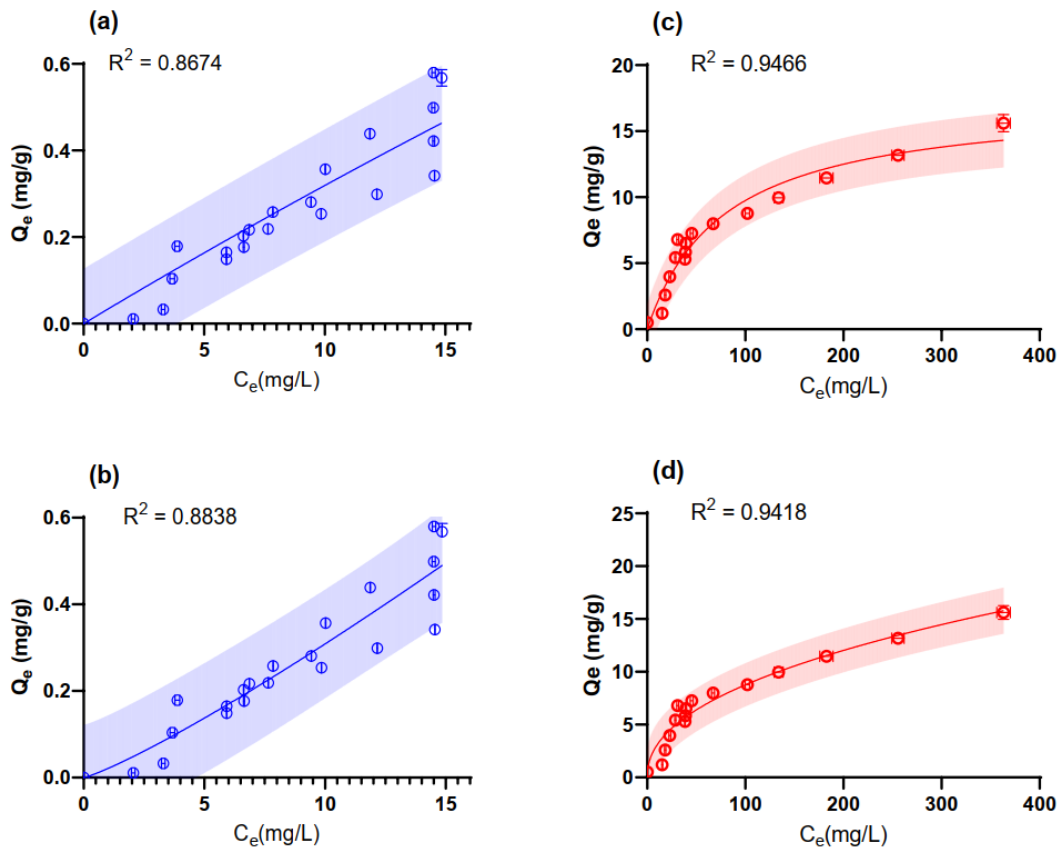 (a)
R² = 0.8674
0.6
0.4
0.2
0.0
Qₑ (mg/g)
0 5 10 15
Cₑ(mg/L)
(c)
R² = 0.9466
20
15
10
5
0
Qe (mg/g)
0 100 200 300 400
Cₑ(mg/L)
(b)
R² = 0.8838
0.6
0.4
0.2
0.0
Qₑ (mg/g)
0 5 10 15
Cₑ(mg/L)
(d)
R² = 0.9418
25
20
15
10
5
0
Qe (mg/g)
0 100 200 300 400
Cₑ(mg/L)